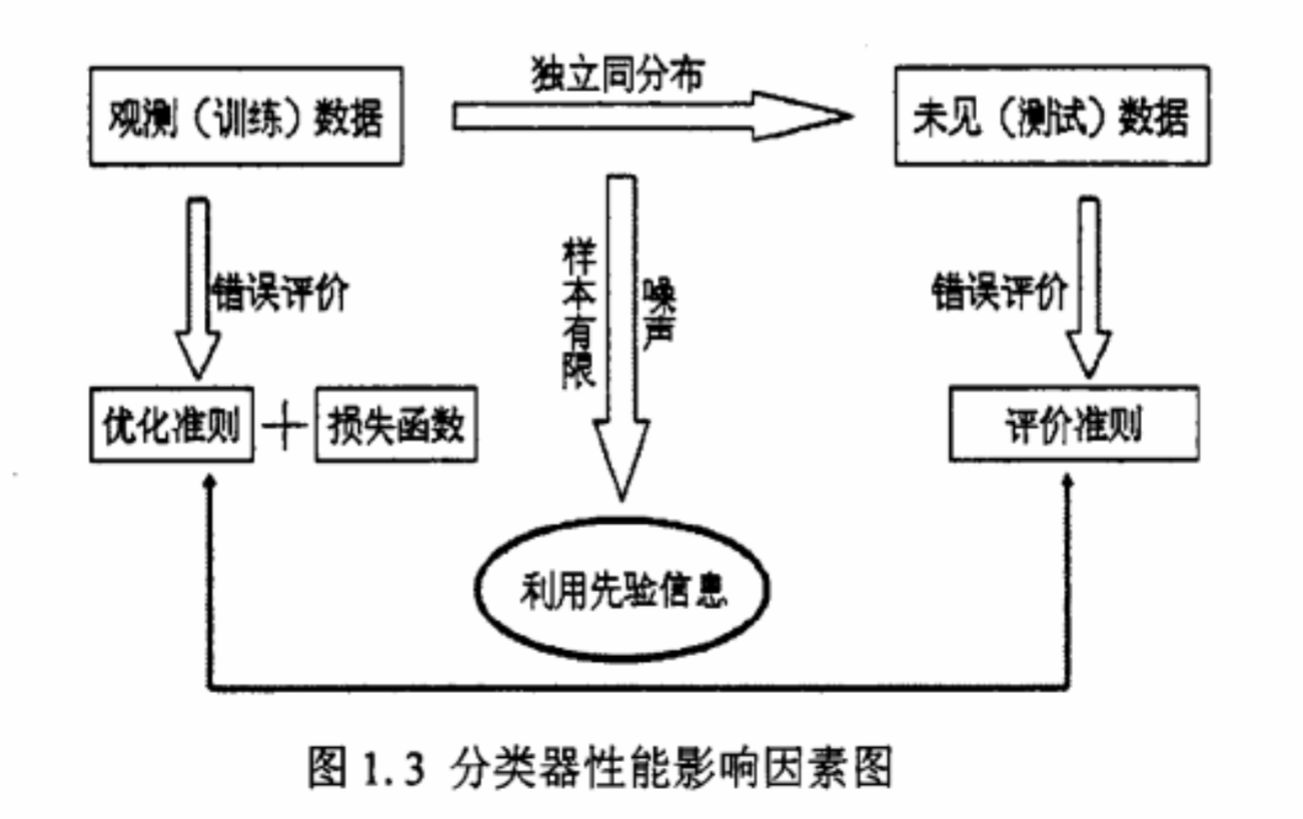 独立同分布
观测（训练）数据
未见（测试）数据
样本有限
噪声
错误评价
错误评价
优化准则
+
损失函数
评价准则
利用先验信息
图 1.3 分类器性能影响因素图